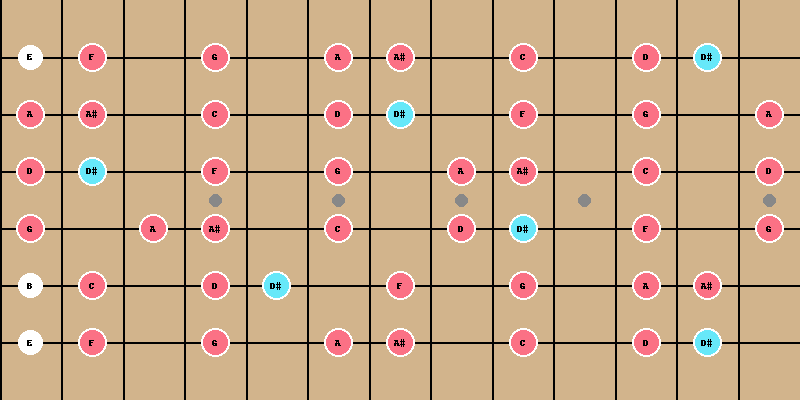 E F G A A# C D D#
A A# C D D# F G A
D D# F G A A# C D
G A A# C D D# F G
B C D D# F G A A#
E F G A A# C D D#